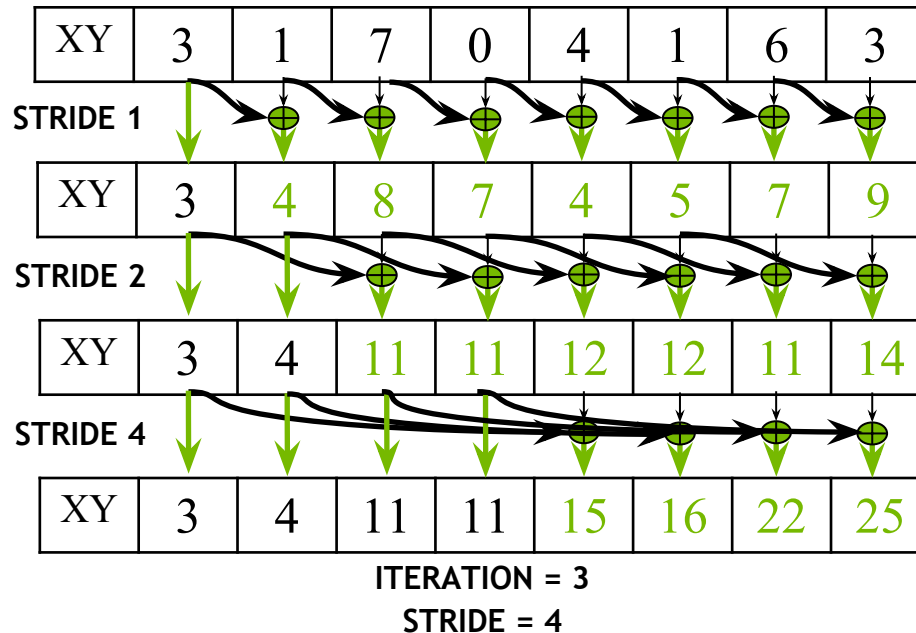 XY 3 1 7 0 4 1 6 3
STRIDE 1
XY 3 4 8 7 4 5 7 9
STRIDE 2
XY 3 4 11 11 12 12 11 14
STRIDE 4
XY 3 4 11 11 15 16 22 25
ITERATION = 3
STRIDE = 4